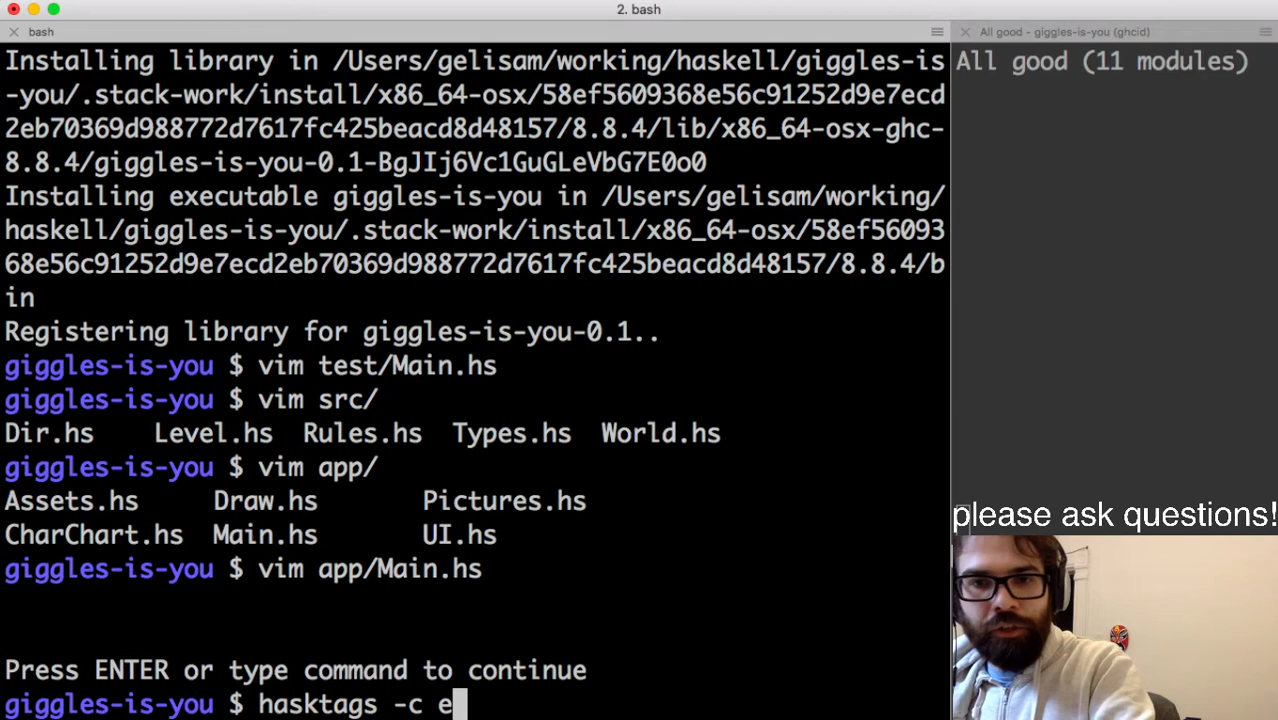 2. bash
bash
All good - giggles-is-you (ghcid)
Installing library in /Users/gelisam/working/haskell/giggles-is
-you/.stack-work/install/x86_64-osx/58ef5609368e56c91252d9e7ecd
2eb70369d988772d7617fc425beacd8d48157/8.8.4/lib/x86_64-osx-ghc-
8.8.4/giggles-is-you-0.1-BgJIj6Vc1GuGLeVbG7E0o0
Installing executable giggles-is-you in /Users/gelisam/working/
haskell/giggles-is-you/.stack-work/install/x86_64-osx/58ef56093
68e56c91252d9e7ecd2eb70369d988772d7617fc425beacd8d48157/8.8.4/b
in
Registering library for giggles-is-you-0.1..
giggles-is-you $ vim test/Main.hs
giggles-is-you $ vim src/
Dir.hs Level.hs Rules.hs Types.hs World.hs
giggles-is-you $ vim app/
Assets.hs Draw.hs Pictures.hs
CharChart.hs Main.hs UI.hs
giggles-is-you $ vim app/Main.hs
Press ENTER or type command to continue
giggles-is-you $ hasktags -c e
All good (11 modules)
please ask questions!